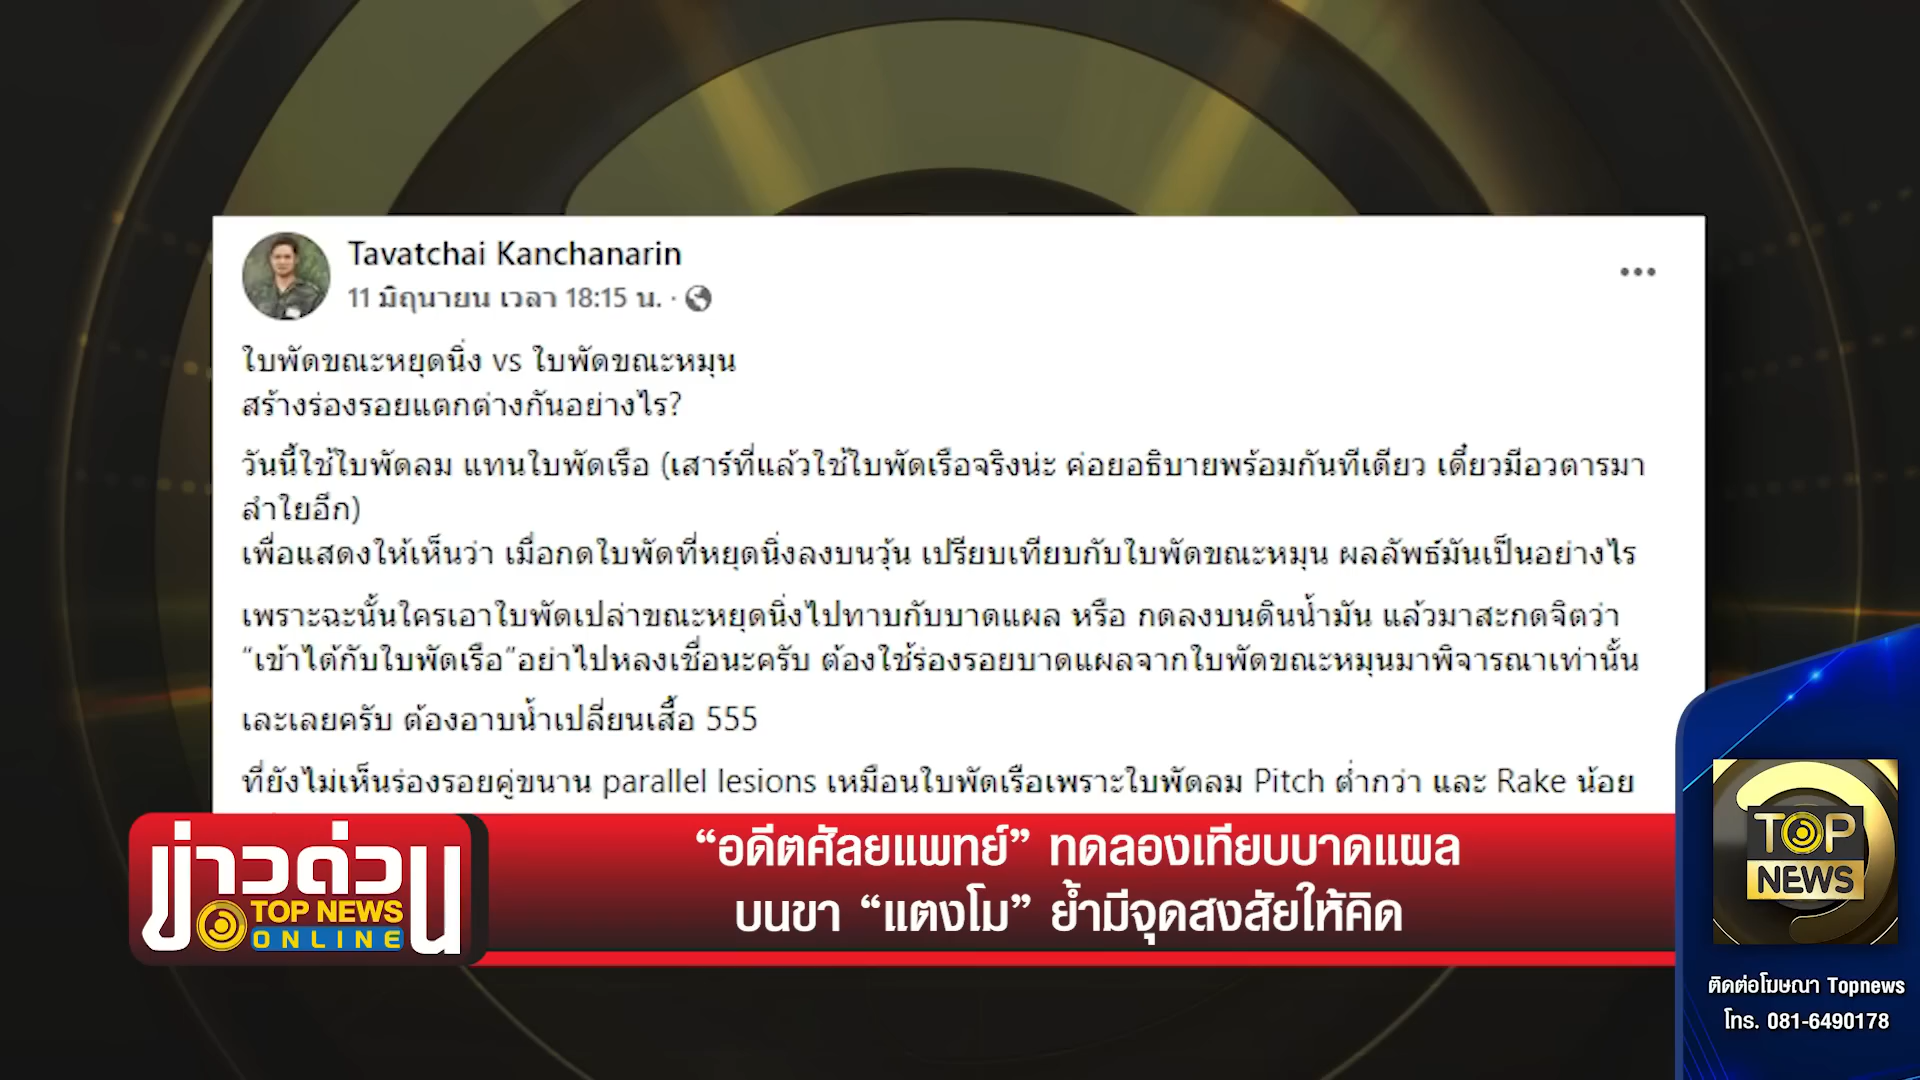 Tavatchai Kanchanarin
11 มิถุนายน เวลา 18:15 น. ·
ใบพัดขณะหยุดนิ่ง vs ใบพัดขณะหมุน
สร้างร่องรอยแตกต่างกันอย่างไร?
วันนี้ใช้ใบพัดลม แทนใบพัดเรือ (เสาร์ที่แล้วใช้ใบพัดเรือจริงน่ะ ค่อยอธิบายพร้อมกันทีเดียว เดี๋ยวมีอวตารมา
ลำใยอีก)
เพื่อแสดงให้เห็นว่า เมื่อกดใบพัดที่หยุดนิ่งลงบนวุ้น เปรียบเทียบกับใบพัดขณะหมุน ผลลัพธ์มันเป็นอย่างไร
เพราะฉะนั้นใครเอาใบพัดเปล่าขณะหยุดนิ่งไปทาบกับบาดแผล หรือ กดลงบนดินน้ำมัน แล้วมาสะกดจิตว่า
“เข้าได้กับใบพัดเรือ”อย่าไปหลงเชื่อนะครับ ต้องใช้ร่องรอยบาดแผลจากใบพัดขณะหมุนมาพิจารณาเท่านั้น
เละเลยครับ ต้องอาบน้ำเปลี่ยนเสื้อ 555
ที่ยังไม่เห็นร่องรอยคู่ขนาน parallel lesions เหมือนใบพัดเรือเพราะใบพัดลม Pitch ต่ำกว่า และ Rake น้อย
ข่าวด่วน
TOP NEWS
ONLINE
“อดีตศัลยแพทย์” ทดลองเทียบบาดแผล
บนขา “แตงโม” ย้ำมีจุดสงสัยให้คิด
TOP
NEWS
ติดต่อโฆษณา Topnews
โทร. 081-6490178